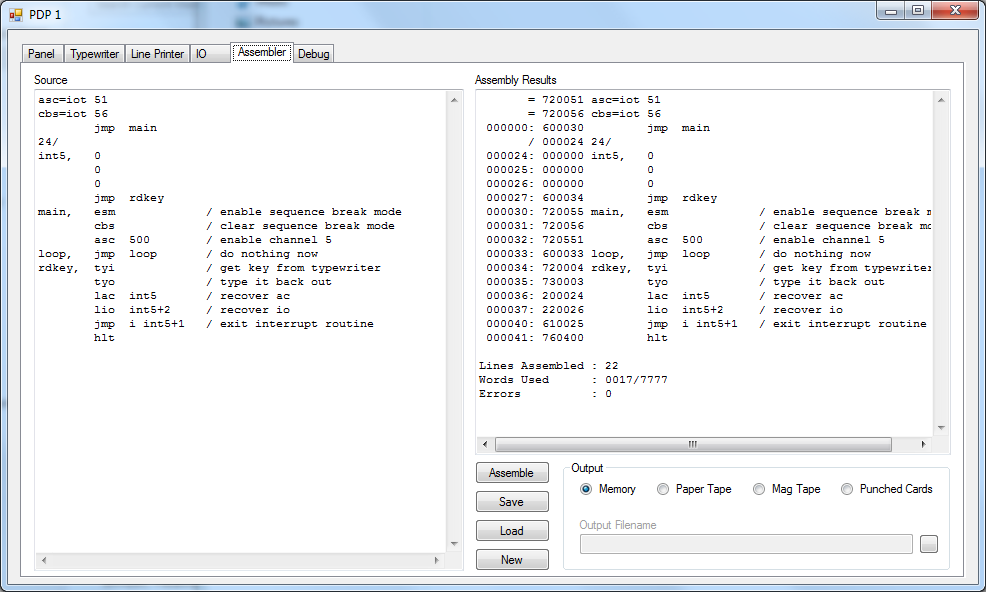 PDP 1
Panel Typewriter Line Printer IO Assembler Debug
Source
asc=iot 51
cbs=iot 56
jmp main
24/
int5, 0
0
0
jmp rdkey
main, esm / enable sequence break mode
cbs / clear sequence break mode
asc 500 / enable channel 5
loop, jmp loop / do nothing now
rdkey, tyi / get key from typewriter
tyo / type it back out
lac int5 / recover ac
lio int5+2 / recover io
jmp i int5+1 / exit interrupt routine
hlt
Assembly Results
= 720051 asc=iot 51
= 720056 cbs=iot 56
000000: 600030 jmp main
/ 000024 24/
000024: 000000 int5, 0
000025: 000000 0
000026: 000000 0
000027: 600034 jmp rdkey
000030: 720055 main, esm / enable sequence break m
000031: 720056 cbs / clear sequence break mo
000032: 720551 asc 500 / enable channel 5
000033: 600033 loop, jmp loop / do nothing now
000034: 720004 rdkey, tyi / get key from typewriter
000035: 730003 tyo / type it back out
000036: 200024 lac int5 / recover ac
000037: 220026 lio int5+2 / recover io
000040: 610025 jmp i int5+1 / exit interrupt routine
000041: 760400 hlt
Lines Assembled : 22
Words Used : 0017/7777
Errors : 0
Assemble
Save
Load
New
Output
Memory Paper Tape Mag Tape Punched Cards
Output Filename